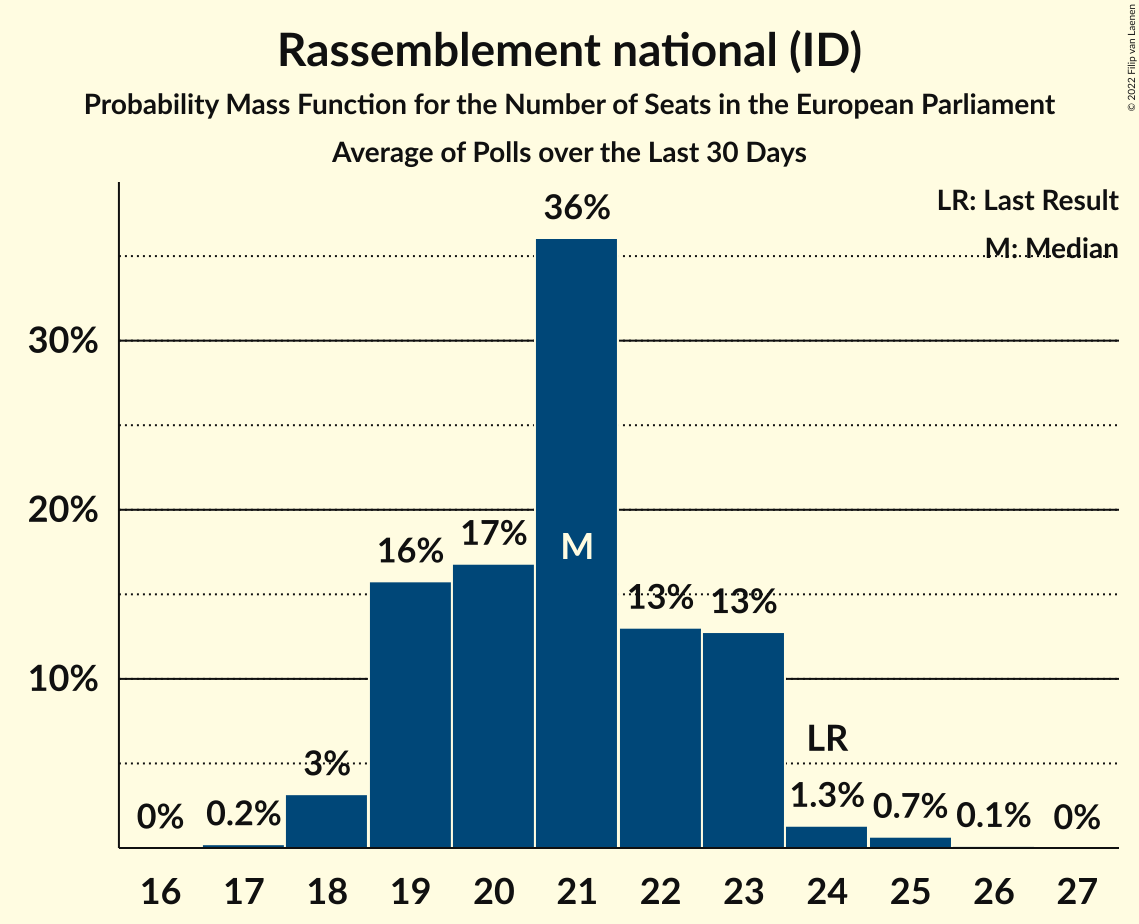 Rassemblement national (ID)
Probability Mass Function for the Number of Seats in the European Parliament
Average of Polls over the Last 30 Days
© 2022 Filip van Laenen
LR: Last Result
M: Median
36%
30%
20%
17%
16%
M
13%
13%
10%
LR
3%
1.3%
0.7%
0.2%
0.1%
0%
0%
16 17 18 19 20 21 22 23 24 25 26 27